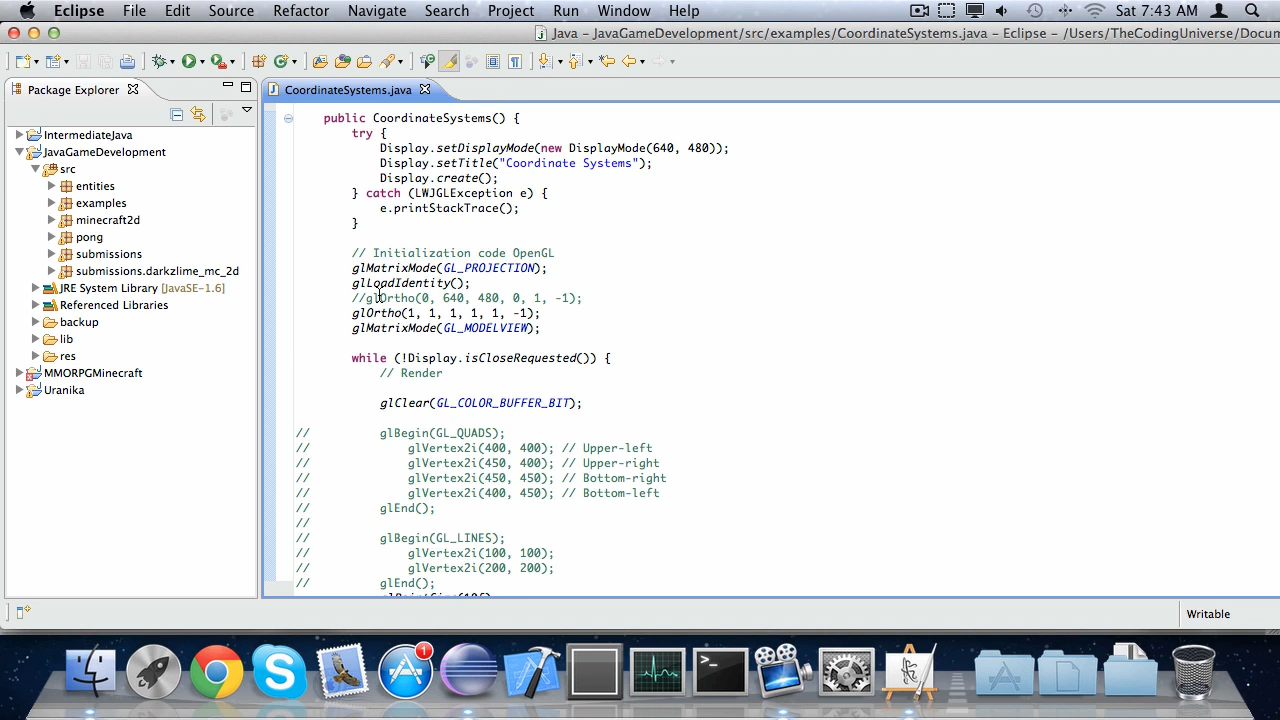 Eclipse File Edit Source Refactor Navigate Search Project Run Window Help Sat 7:43 AM
Java – JavaGameDevelopment/src/examples/CoordinateSystems.java – Eclipse – /Users/TheCodingUniverse/Docum
Package Explorer
IntermediateJava
JavaGameDevelopment
src
entities
examples
minecraft2d
pong
submissions
submissions.darkzlime_mc_2d
JRE System Library [JavaSE-1.6]
Referenced Libraries
backup
lib
res
MMORPGMinecraft
Uranika
CoordinateSystems.java
public CoordinateSystems() {
try {
Display.setDisplayMode(new DisplayMode(640, 480));
Display.setTitle("Coordinate Systems");
Display.create();
} catch (LWJGLException e) {
e.printStackTrace();
}
// Initialization code OpenGL
glMatrixMode(GL_PROJECTION);
glLoadIdentity();
//glOrtho(0, 640, 480, 0, 1, -1);
glOrtho(1, 1, 1, 1, 1, -1);
glMatrixMode(GL_MODELVIEW);
while (!Display.isCloseRequested()) {
// Render
glClear(GL_COLOR_BUFFER_BIT);
// glBegin(GL_QUADS);
// glVertex2i(400, 400); // Upper-left
// glVertex2i(450, 400); // Upper-right
// glVertex2i(450, 450); // Bottom-right
// glVertex2i(400, 450); // Bottom-left
// glEnd();
//
// glBegin(GL_LINES);
// glVertex2i(100, 100);
// glVertex2i(200, 200);
// glEnd();
Writable
1